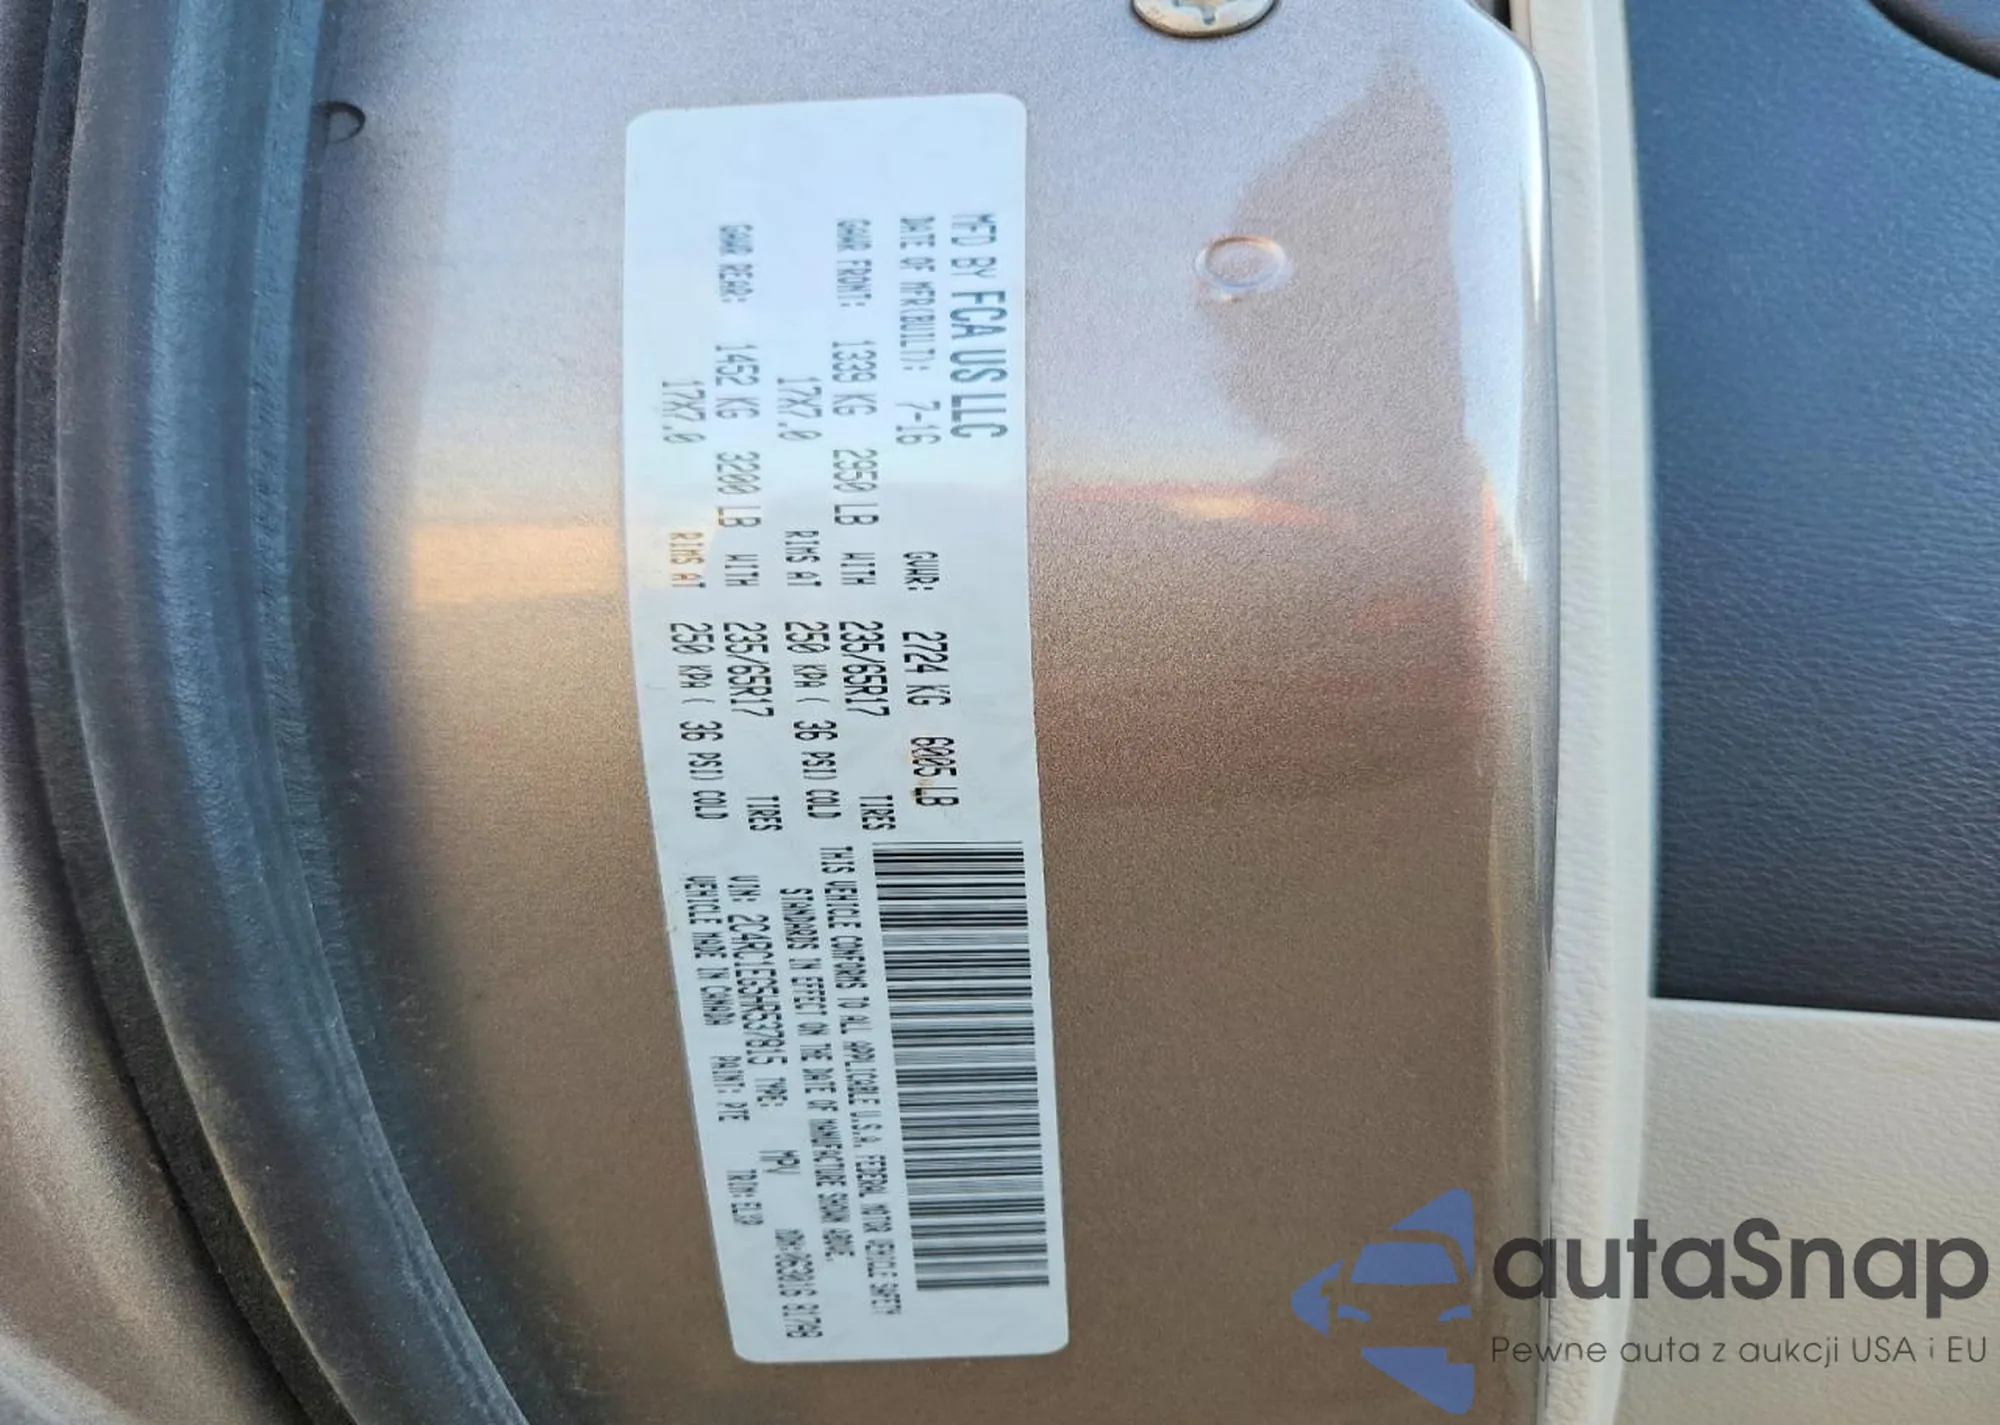 MFD BY FCA US LLC
DATE OF MFR(BUILT): 7-16 GVWR: 2724 KG 6005 LB
GAWR FRONT: 1339 KG 2950 LB WITH 235/65R17 TIRES
17X7.0 RIMS AT 250 KPA ( 36 PSI) COLD
GAWR REAR: 1452 KG 3200 LB WITH 235/65R17 TIRES
17X7.0 RIMS AT 250 KPA ( 36 PSI) COLD
THIS VEHICLE CONFORMS TO ALL APPLICABLE U.S.A. FEDERAL MOTOR VEHICLE SAFETY
STANDARDS IN EFFECT ON THE DATE OF MANUFACTURE SHOWN ABOVE.
VIN: 2C4RC1EG5HR537915 TYPE: MPV
VEHICLE MADE IN CANADA PAINT: PTE
autaSnap
Pewne auta z aukcji USA i EU